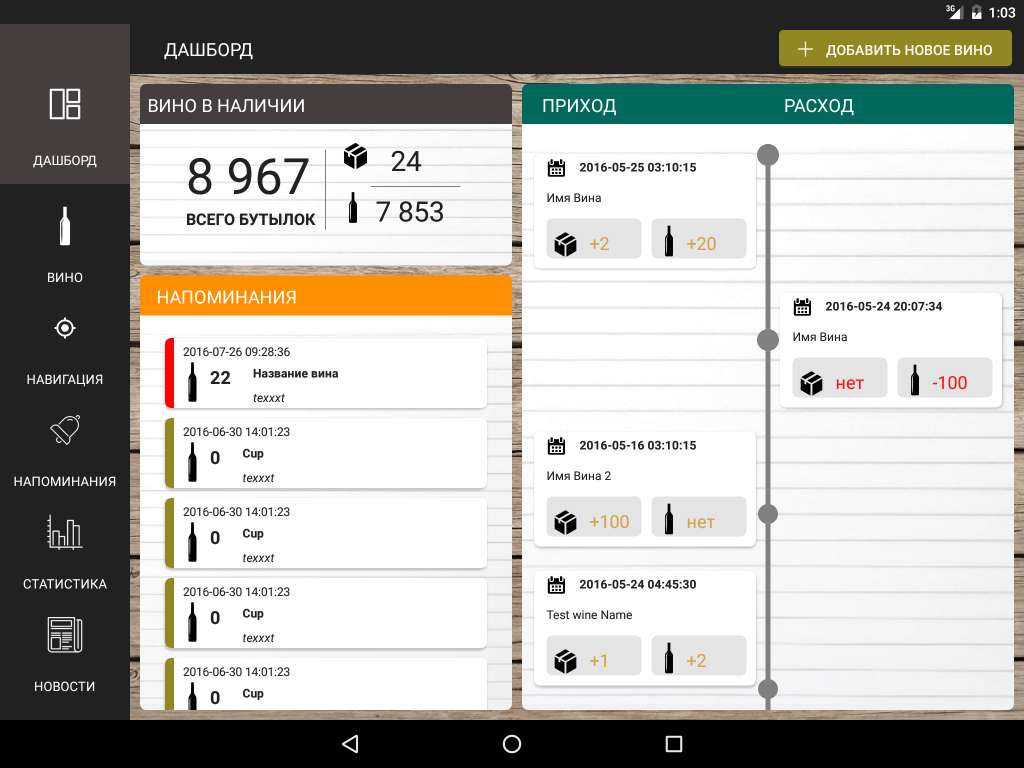 3G 1:03
ДАШБОРД
ДОБАВИТЬ НОВОЕ ВИНО
ДАШБОРД
ВИНО
НАВИГАЦИЯ
НАПОМИНАНИЯ
СТАТИСТИКА
НОВОСТИ
ВИНО В НАЛИЧИИ
8 967
ВСЕГО БУТЫЛОК
24
7 853
НАПОМИНАНИЯ
2016-07-26 09:28:36
22 Название вина
texxxt
2016-06-30 14:01:23
0 Cup
texxxt
2016-06-30 14:01:23
0 Cup
texxxt
2016-06-30 14:01:23
0 Cup
texxxt
2016-06-30 14:01:23
0 Cup
ПРИХОД РАСХОД
2016-05-25 03:10:15
Имя Вина
+2 +20
2016-05-24 20:07:34
Имя Вина
нет -100
2016-05-16 03:10:15
Имя Вина 2
+100 нет
2016-05-24 04:45:30
Test wine Name
+1 +2